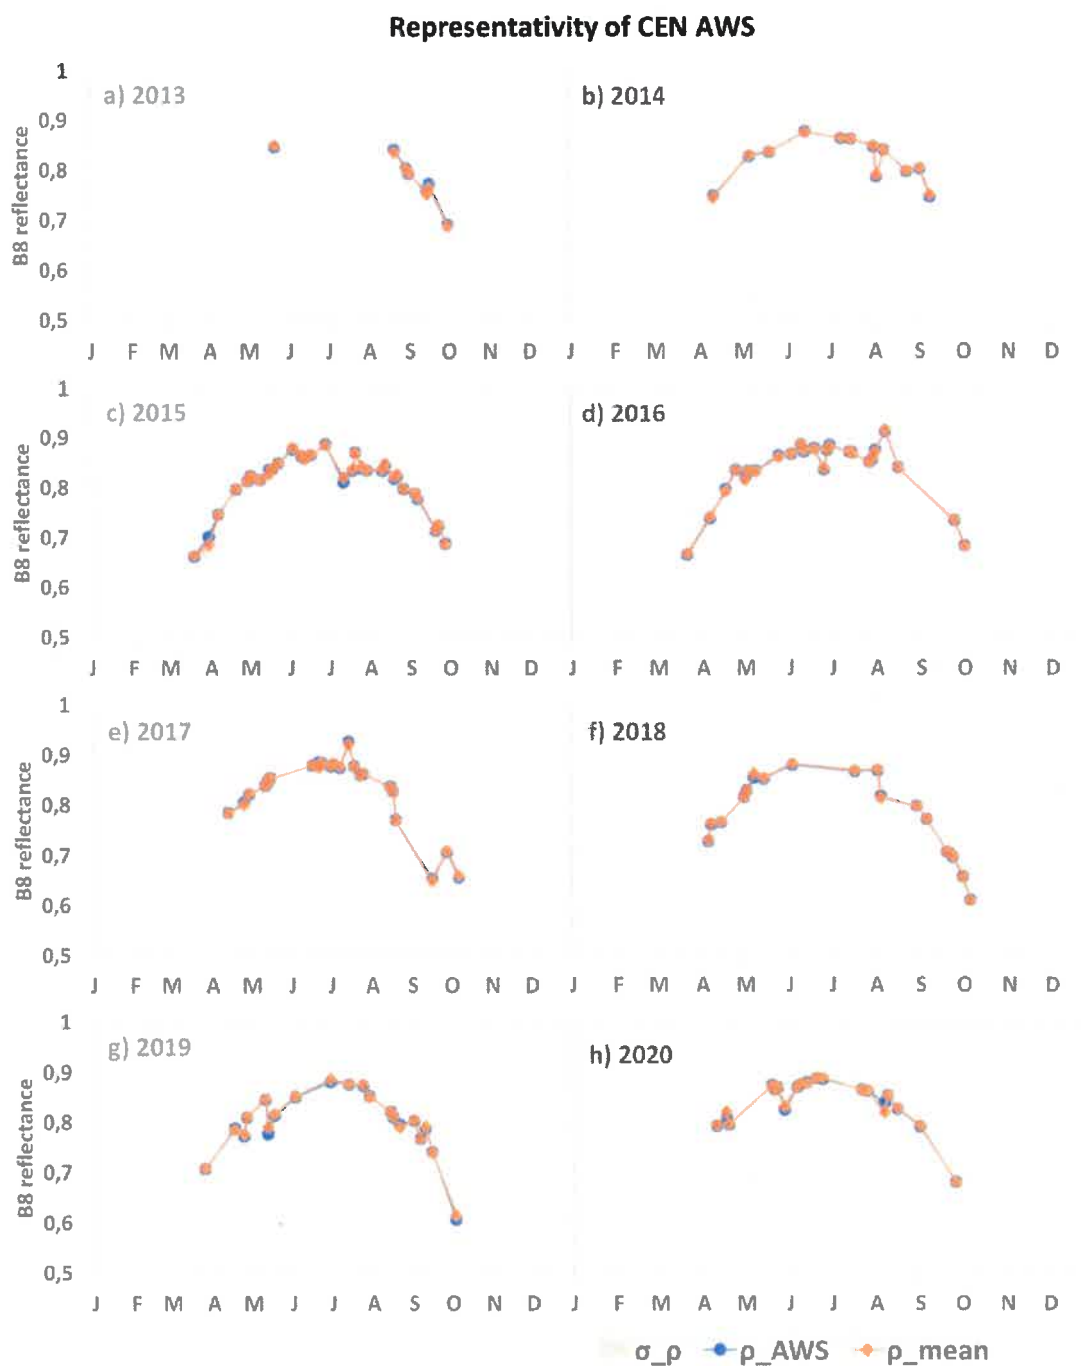 Representativity of CEN AWS
a) 2013
b) 2014
B8 reflectance
1
0,9
0,8
0,7
0,6
0,5
J F M A M J J A S O N D
J F M A M J J A S O N D
c) 2015
d) 2016
B8 reflectance
1
0,9
0,8
0,7
0,6
0,5
J F M A M J J A S O N D
J F M A M J J A S O N D
e) 2017
f) 2018
B8 reflectance
1
0,9
0,8
0,7
0,6
0,5
J F M A M J J A S O N D
J F M A M J J A S O N D
g) 2019
h) 2020
B8 reflectance
1
0,9
0,8
0,7
0,6
0,5
J F M A M J J A S O N D
J F M A M J J A S O N D
σ_ρ ρ_AWS ρ_mean